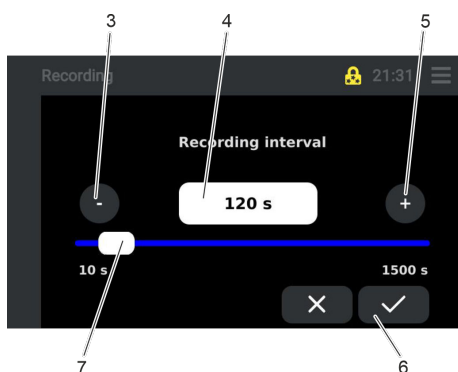 3 4 5
Recording 21:31
Recording interval
- 120 s +
10 s 1500 s
7 6